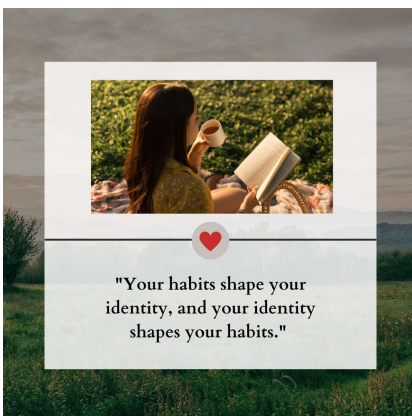 "Your habits shape your
identity, and your identity
shapes your habits."